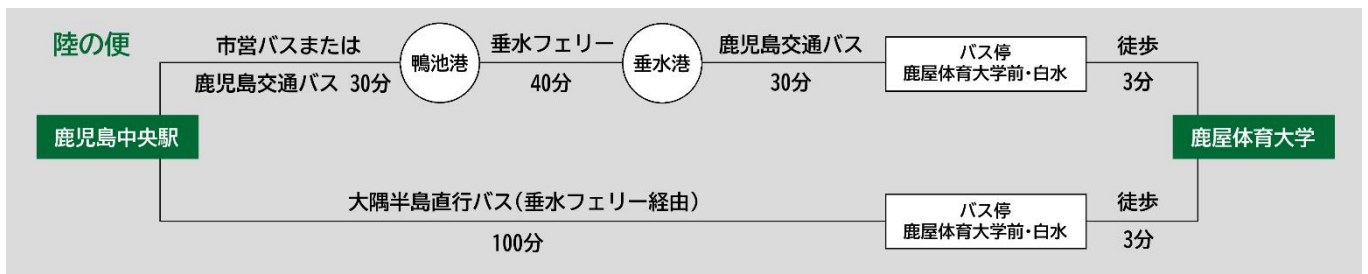 陸の便
市営バスまたは
鹿児島交通バス 30分
鴨池港
垂水フェリー
40分
垂水港
鹿児島交通バス
30分
バス停
鹿屋体育大学前・白水
徒歩
3分
鹿児島中央駅
鹿屋体育大学
大隅半島直行バス(垂水フェリー経由)
100分
バス停
鹿屋体育大学前・白水
徒歩
3分